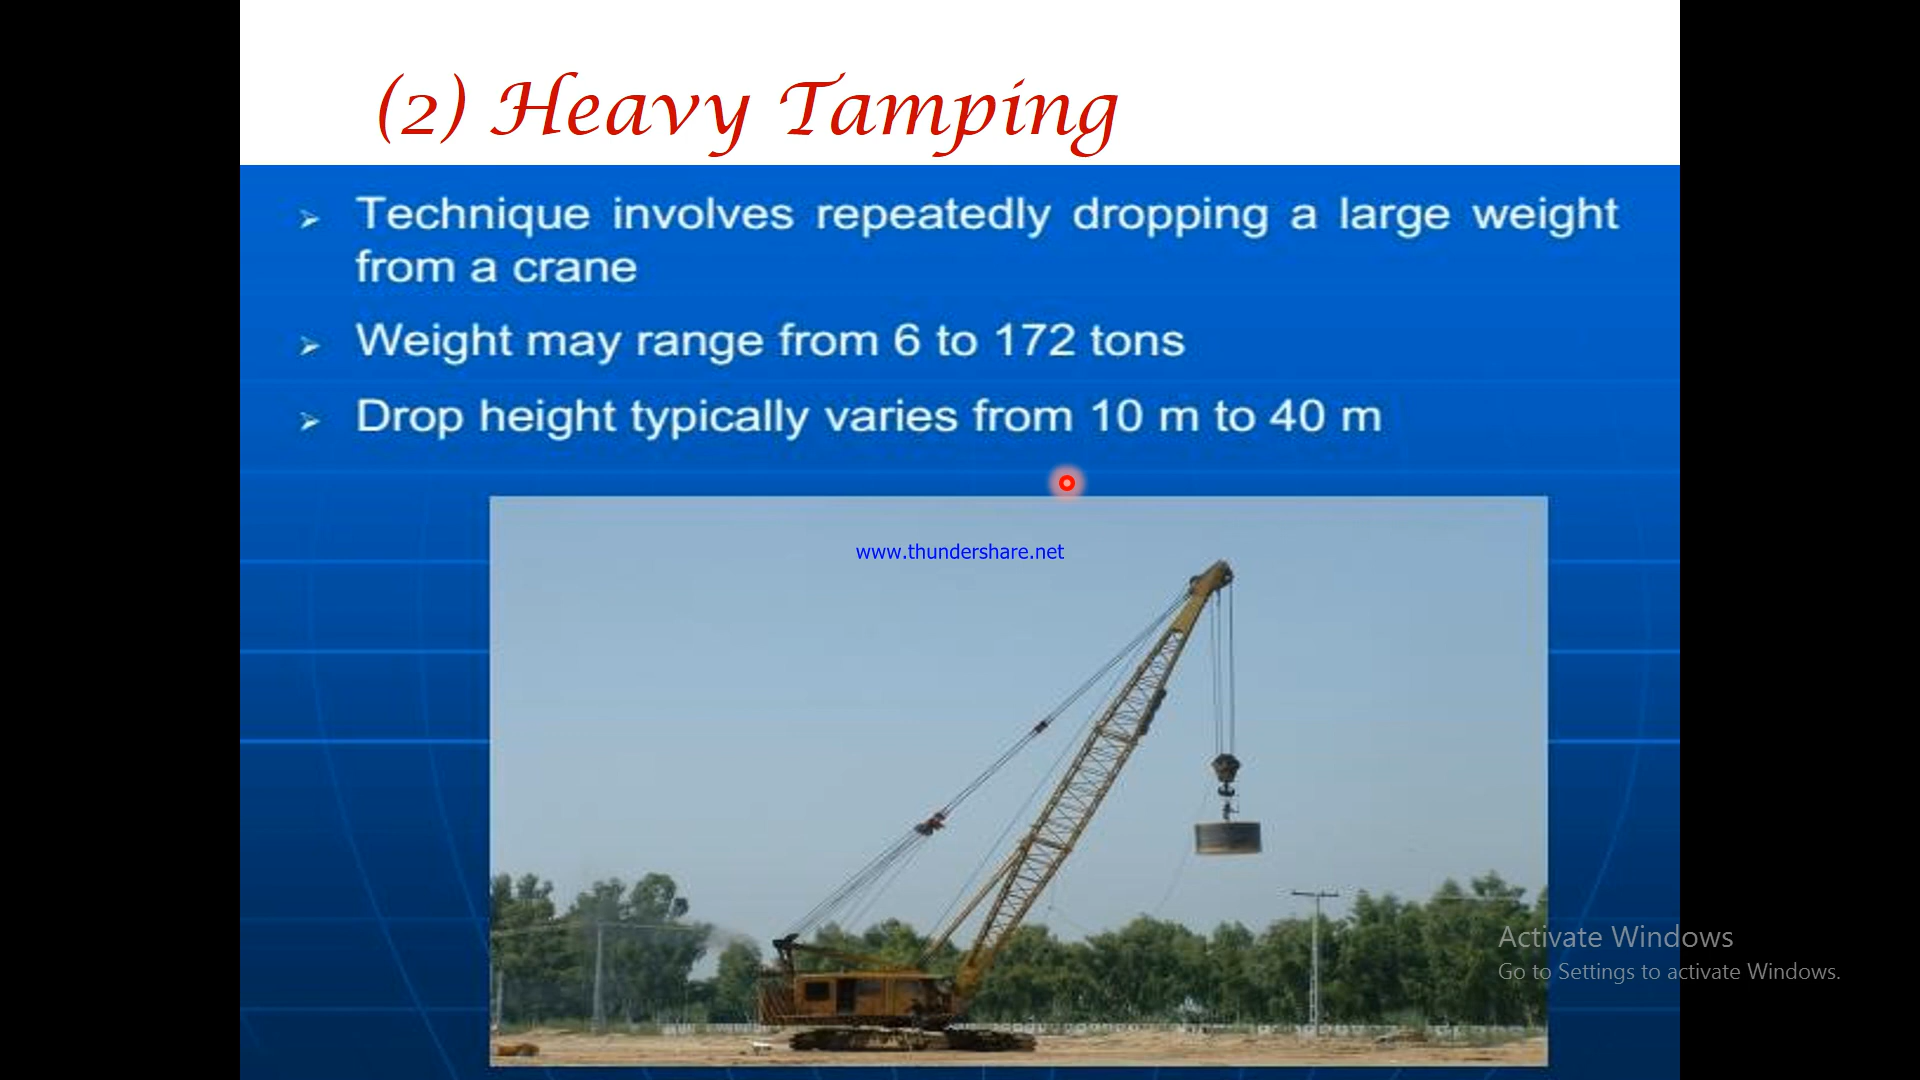 (2) Heavy Tamping
➢ Technique involves repeatedly dropping a large weight
from a crane
➢ Weight may range from 6 to 172 tons
➢ Drop height typically varies from 10 m to 40 m
www.thundershare.net
Activate Windows
Go to Settings to activate Windows.